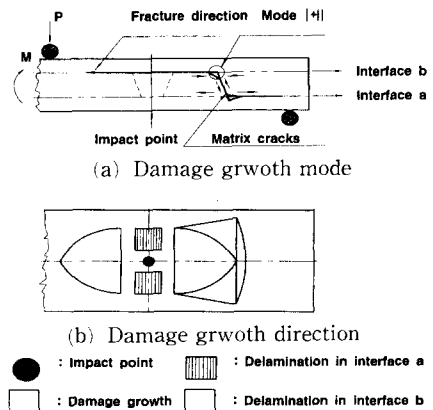 P
Fracture direction Mode I+II
M
Interface b
Interface a
Impact point Matrix cracks
(a) Damage grwoth mode
(b) Damage grwoth direction
: Impact point : Delamination in interface a
: Damage growth : Delamination in interface b